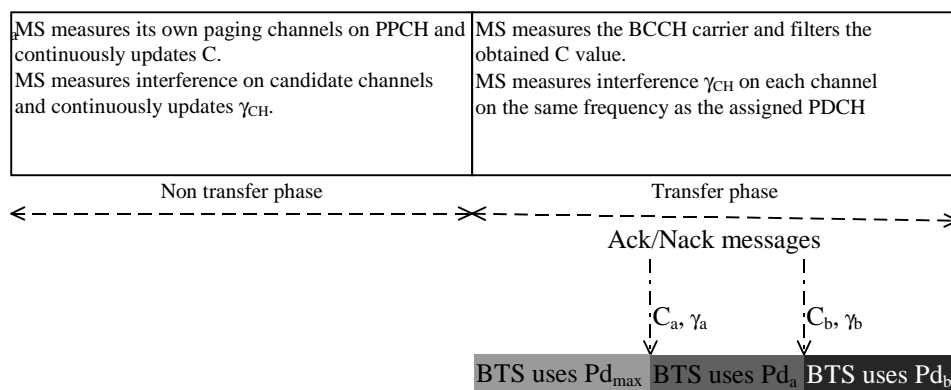 a
MS measures its own paging channels on PPCH and
continuously updates C.
MS measures interference on candidate channels
and continuously updates γCH.
MS measures the BCCH carrier and filters the
obtained C value.
MS measures interference γCH on each channel
on the same frequency as the assigned PDCH
Non transfer phase
Transfer phase
Ack/Nack messages
Ca, γa
Cb, γb
BTS uses Pdmax
BTS uses Pda
BTS uses Pdb